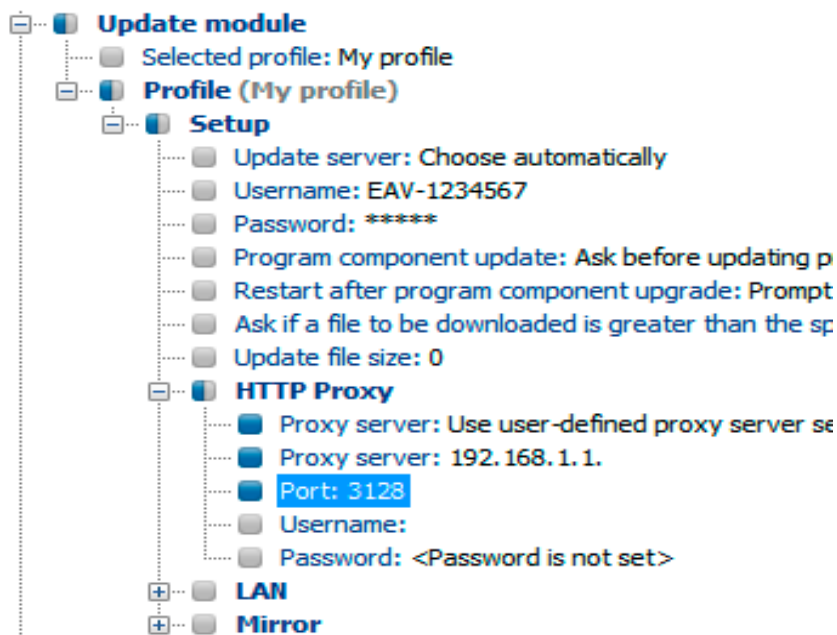 Update module
Selected profile: My profile
Profile (My profile)
Setup
Update server: Choose automatically
Username: EAV-1234567
Password: *****
Program component update: Ask before updating
Restart after program component upgrade: Prompt
Ask if a file to be downloaded is greater than the
Update file size: 0
HTTP Proxy
Proxy server: Use user-defined proxy server
Proxy server: 192.168.1.1.
Port: 3128
Username:
Password: <Password is not set>
LAN
Mirror